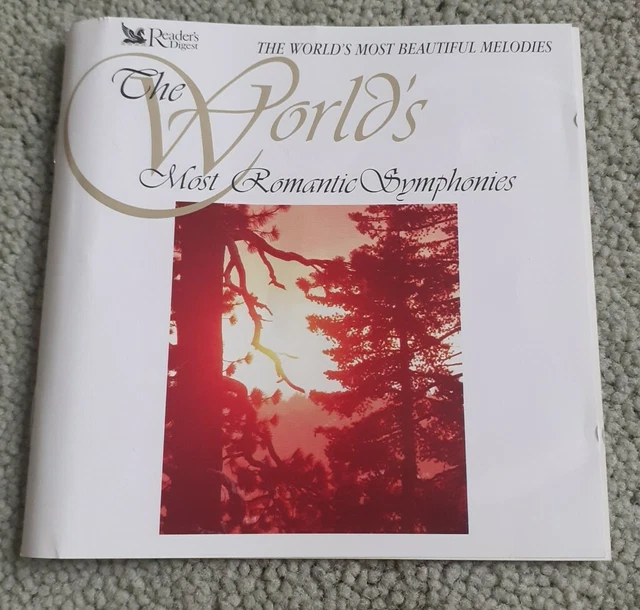 Reader's
Digest
THE WORLD'S MOST BEAUTIFUL MELODIES
The World's
Most Romantic Symphonies